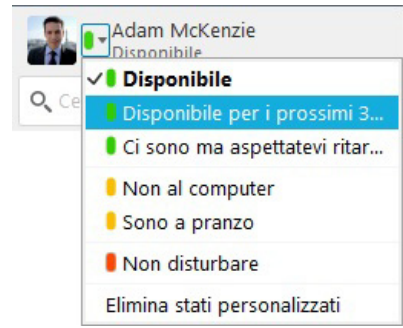 Adam McKenzie
Disponibile
Ce
Disponibile
Disponibile per i prossimi 3...
Ci sono ma aspettatevi ritar...
Non al computer
Sono a pranzo
Non disturbare
Elimina stati personalizzati